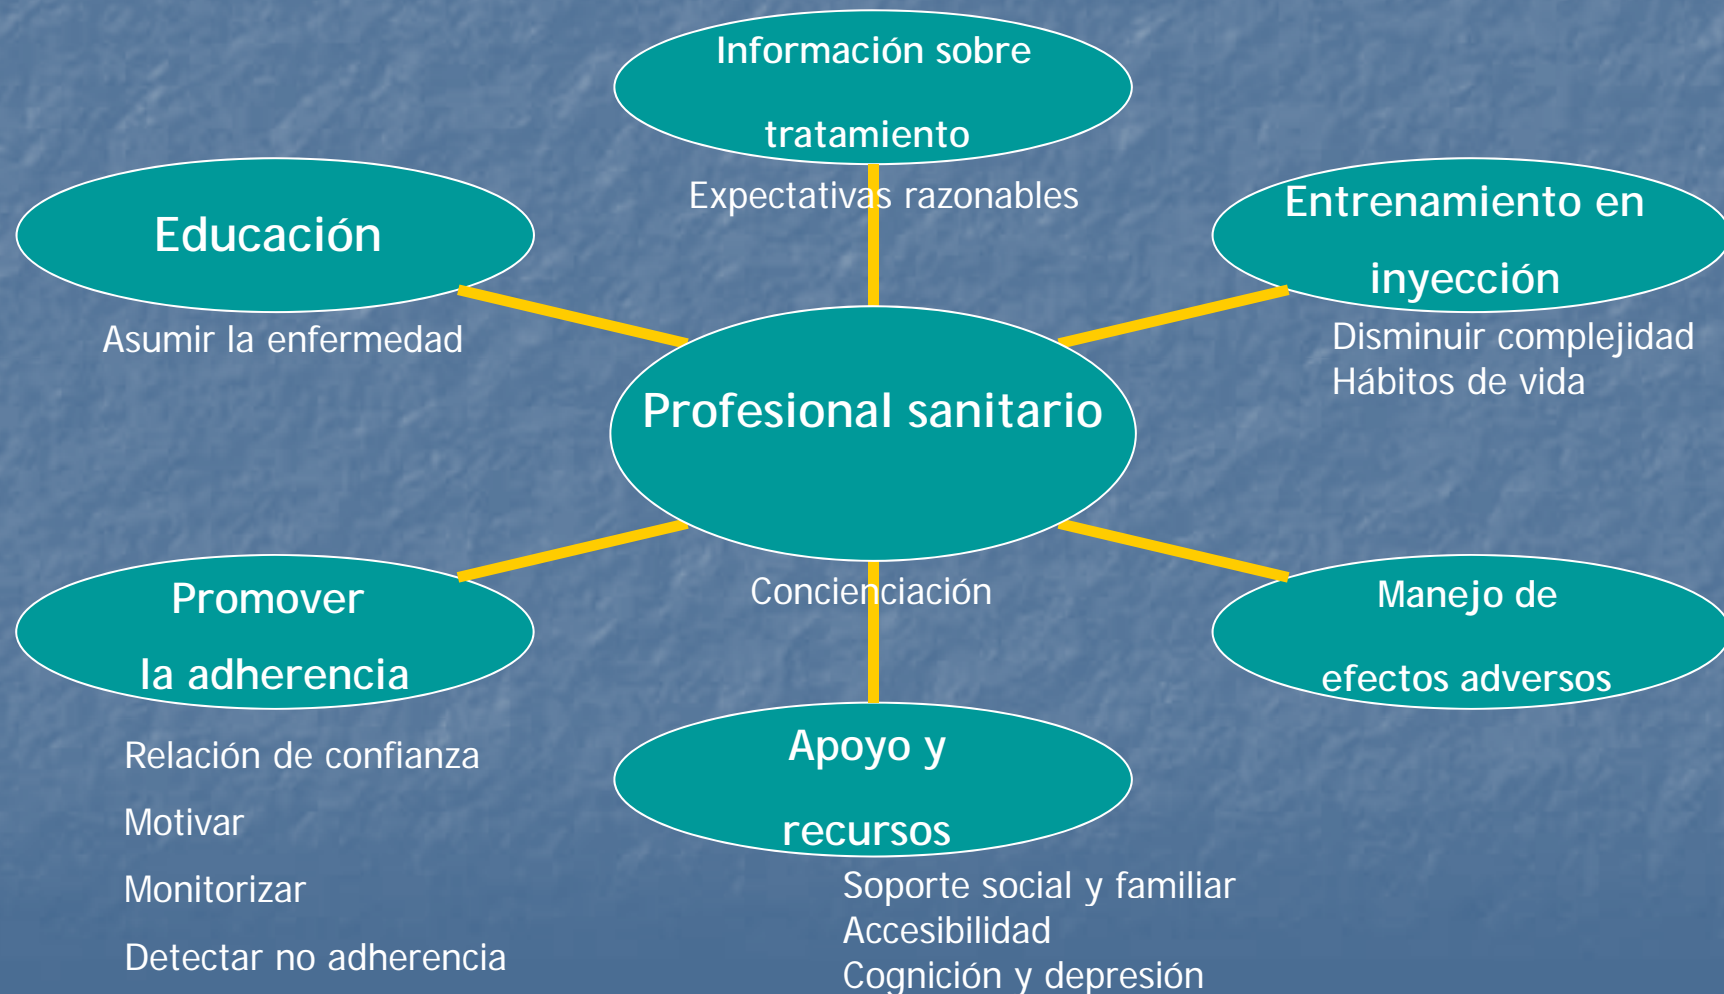 Información sobre
tratamiento
Expectativas razonables
Educación
Asumir la enfermedad
Entrenamiento en
inyección
Disminuir complejidad
Hábitos de vida
Profesional sanitario
Concienciación
Promover
la adherencia
Relación de confianza
Motivar
Monitorizar
Detectar no adherencia
Apoyo y
recursos
Soporte social y familiar
Accesibilidad
Cognición y depresión
Manejo de
efectos adversos